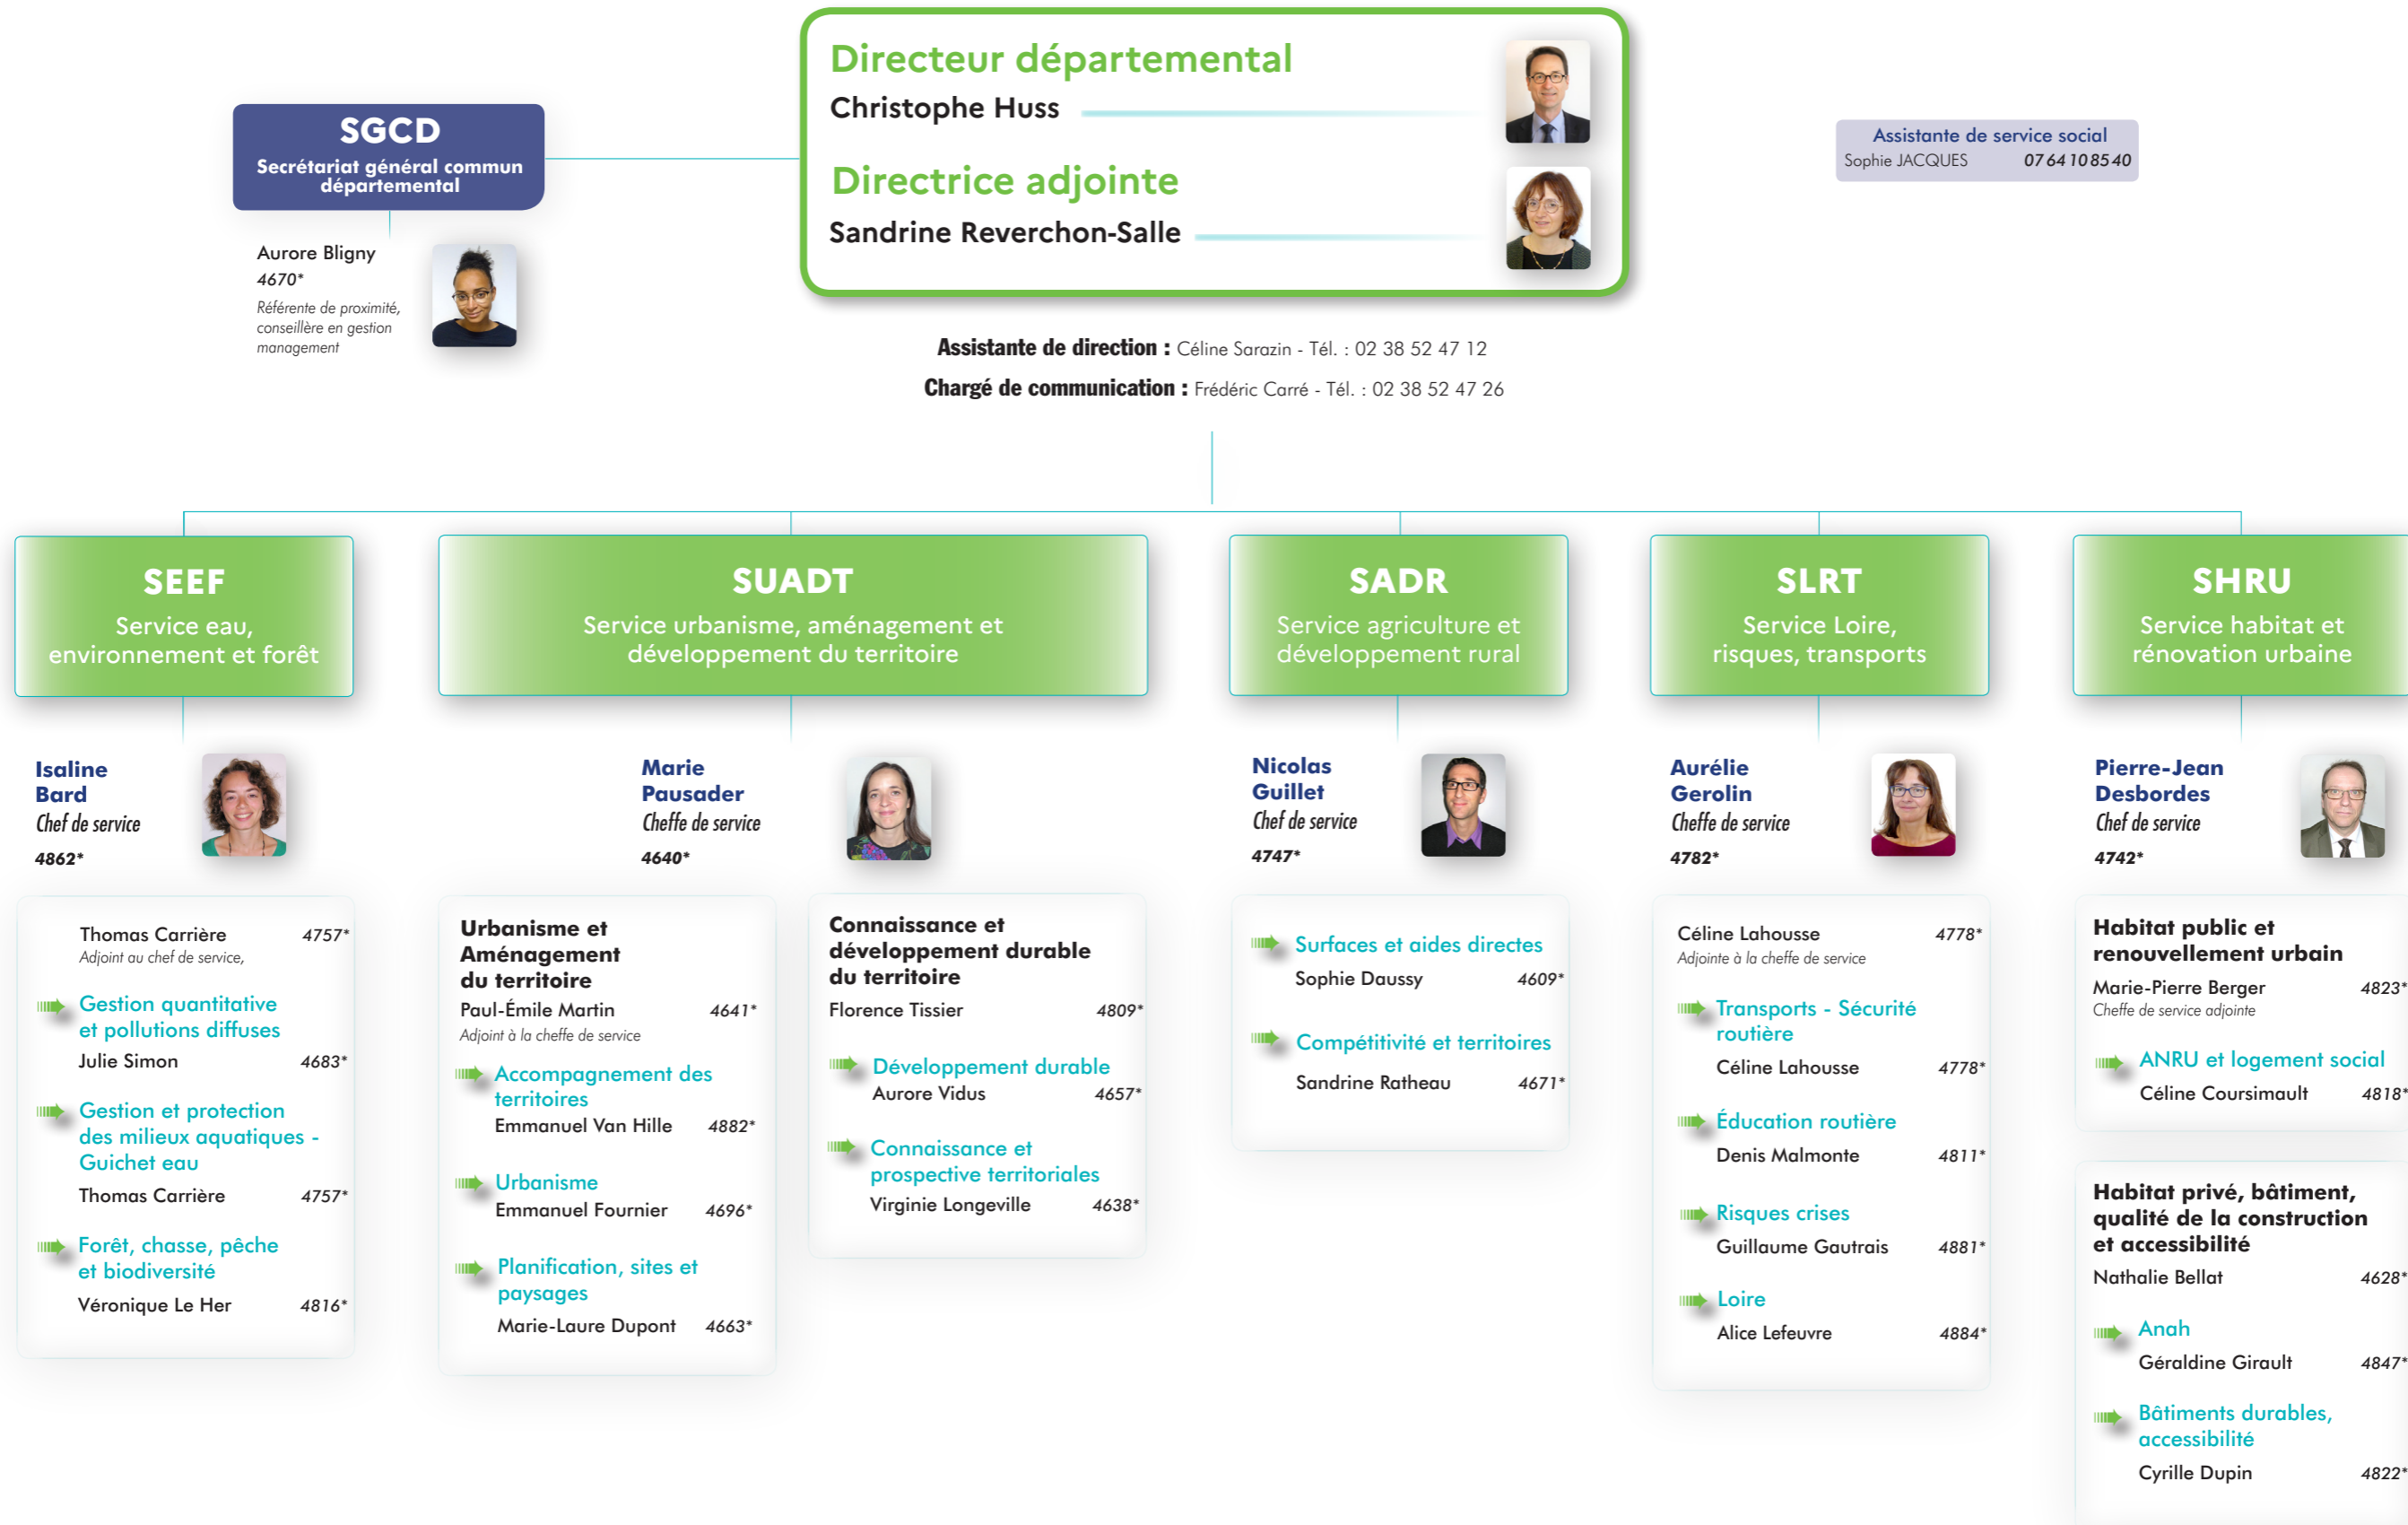 Directeur départemental
Christophe Huss
Directrice adjointe
Sandrine Reverchon-Salle
SGCD
Secrétariat général commun
départemental
Aurore Bligny
4670*
Référente de proximité,
conseillère en gestion
management
Assistante de service social
Sophie JACQUES 07 64 10 85 40
Assistante de direction : Céline Sarazin - Tél. : 02 38 52 47 12
Chargé de communication : Frédéric Carré - Tél. : 02 38 52 47 26
SEEF
Service eau,
environnement et forêt
Isaline
Bard
Chef de service
4862*
Thomas Carrière 4757*
Adjoint au chef de service,
Gestion quantitative
et pollutions diffuses
Julie Simon 4683*
Gestion et protection
des milieux aquatiques -
Guichet eau
Thomas Carrière 4757*
Forêt, chasse, pêche
et biodiversité
Véronique Le Her 4816*
SUADT
Service urbanisme, aménagement et
développement du territoire
Marie
Pausader
Cheffe de service
4640*
Urbanisme et
Aménagement
du territoire
Paul-Émile Martin 4641*
Adjoint à la cheffe de service
Accompagnement des
territoires
Emmanuel Van Hille 4882*
Urbanisme
Emmanuel Fournier 4696*
Planification, sites et
paysages
Marie-Laure Dupont 4663*
Connaissance et
développement durable
du territoire
Florence Tissier 4809*
Développement durable
Aurore Vidus 4657*
Connaissance et
prospective territoriales
Virginie Longeville 4638*
SADR
Service agriculture et
développement rural
Nicolas
Guillet
Chef de service
4747*
Surfaces et aides directes
Sophie Daussy 4609*
Compétitivité et territoires
Sandrine Ratheau 4671*
SLRT
Service Loire,
risques, transports
Aurélie
Gerolin
Cheffe de service
4782*
Céline Lahousse 4778*
Adjointe à la cheffe de service
Transports - Sécurité
routière
Céline Lahousse 4778*
Éducation routière
Denis Malmonte 4811*
Risques crises
Guillaume Gautrais 4881*
Loire
Alice Lefeuvre 4884*
SHRU
Service habitat et
rénovation urbaine
Pierre-Jean
Desbordes
Chef de service
4742*
Habitat public et
renouvellement urbain
Marie-Pierre Berger 4823*
Cheffe de service adjointe
ANRU et logement social
Céline Coursimault 4818*
Habitat privé, bâtiment,
qualité de la construction
et accessibilité
Nathalie Bellat 4628*
Anah
Géraldine Girault 4847*
Bâtiments durables,
accessibilité
Cyrille Dupin 4822*